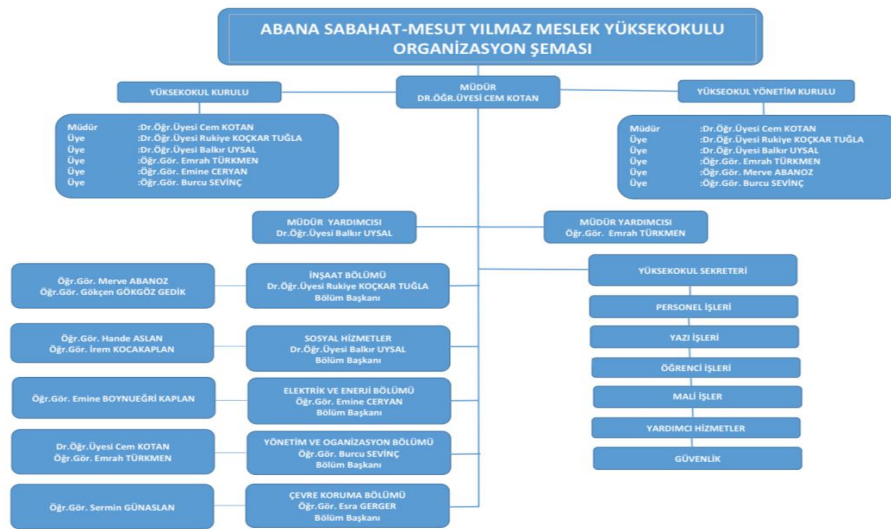 ABANA SABAHAT-MESUT YILMAZ MESLEK YÜKSEKOKULU
ORGANİZASYON ŞEMASI
MÜDÜR
DR.ÖĞR.ÜYESİ CEM KOTAN
YÜKSEKOKUL KURULU
YÜKSEOKUL YÖNETİM KURULU
Müdür :Dr.Öğr.Üyesi Cem KOTAN
Üye :Dr.Öğr.Üyesi Rukiye KOÇKAR TUĞLA
Üye :Dr.Öğr.Üyesi Balkır UYSAL
Üye :Öğr.Gör. Emrah TÜRKMEN
Üye :Öğr.Gör. Emine CERYAN
Üye :Öğr.Gör. Burcu SEVİNÇ
Müdür :Dr.Öğr.Üyesi Cem KOTAN
Üye :Dr.Öğr.Üyesi Rukiye KOÇKAR TUĞLA
Üye :Dr.Öğr.Üyesi Balkır UYSAL
Üye :Öğr.Gör. Emrah TÜRKMEN
Üye :Öğr.Gör. Merve ABANOZ
Üye :Öğr.Gör. Burcu SEVİNÇ
MÜDÜR YARDIMCISI
Dr.Öğr.Üyesi Balkır UYSAL
MÜDÜR YARDIMCISI
Öğr.Gör. Emrah TÜRKMEN
Öğr.Gör. Merve ABANOZ
Öğr.Gör. Gökçen GÖKGÖZ GEDİK
İNŞAAT BÖLÜMÜ
Dr.Öğr.Üyesi Rukiye KOÇKAR TUĞLA
Bölüm Başkanı
Öğr.Gör. Hande ASLAN
Öğr.Gör. İrem KOCAKAPLAN
SOSYAL HİZMETLER
Dr.Öğr.Üyesi Balkır UYSAL
Bölüm Başkanı
Öğr.Gör. Emine BOYNUEĞRİ KAPLAN
ELEKTRİK VE ENERJİ BÖLÜMÜ
Öğr.Gör. Emine CERYAN
Bölüm Başkanı
Dr.Öğr.Üyesi Cem KOTAN
Öğr.Gör. Emrah TÜRKMEN
YÖNETİM VE OGANİZASYON BÖLÜMÜ
Öğr.Gör. Burcu SEVİNÇ
Bölüm Başkanı
Öğr.Gör. Sermin GÜNASLAN
ÇEVRE KORUMA BÖLÜMÜ
Öğr.Gör. Esra GERGER
Bölüm Başkanı
YÜKSEKOKUL SEKRETERİ
PERSONEL İŞLERİ
YAZI İŞLERİ
ÖĞRENCİ İŞLERİ
MALİ İŞLER
YARDIMCI HİZMETLER
GÜVENLİK